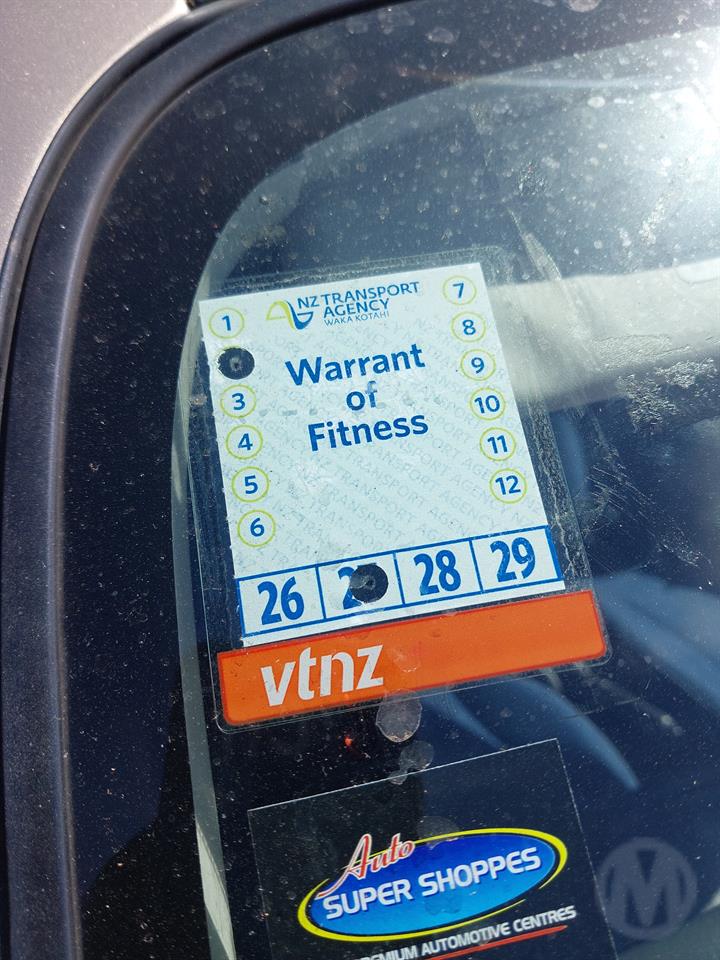 1
NZ TRANSPORT
AGENCY
WAKA KOTAHI
7
8
Warrant
of
Fitness
3
4
5
6
9
10
11
12
26 28 29
vtnz
Auto
SUPER SHOPPES
PREMIUM AUTOMOTIVE CENTRES
M